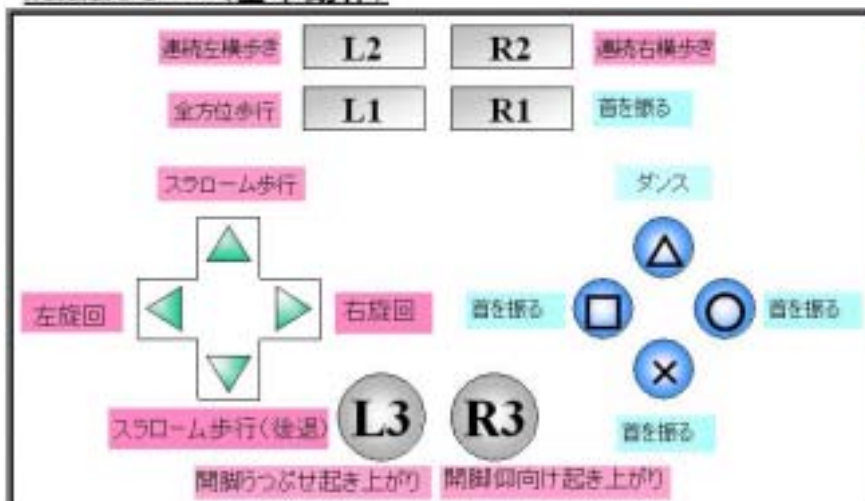 連続左横歩き L2 R2 連続右横歩き
全方位歩行 L1 R1 首を振る
スラローム歩行 ダンス
左旋回 右旋回 首を振る 首を振る
スラローム歩行(後退) L3 R3 首を振る
開脚うつぶせ起き上がり 開脚仰向け起き上がり